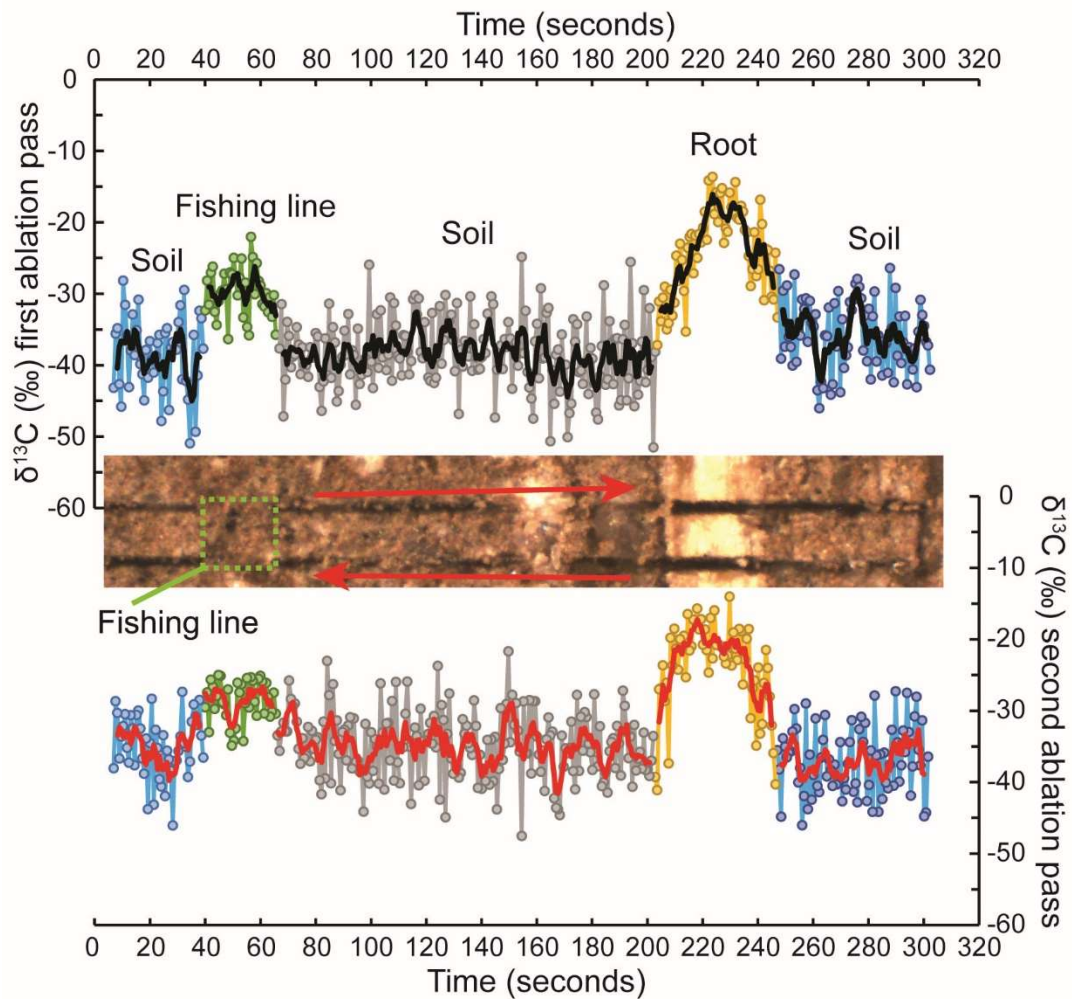 Time (seconds)
0 20 40 60 80 100 120 140 160 180 200 220 240 260 280 300 320
0
-10
-20
-30
-40
-50
-60
δ¹³C (‰) first ablation pass
Soil
Fishing line
Soil
Root
Soil
Fishing line
0
-10
-20
-30
-40
-50
-60
δ¹³C (‰) second ablation pass
0 20 40 60 80 100 120 140 160 180 200 220 240 260 280 300 320
Time (seconds)